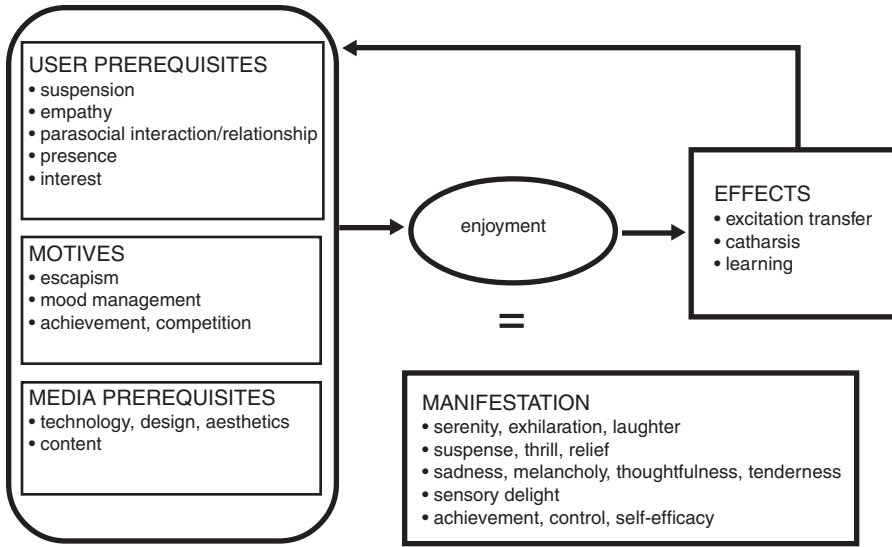 USER PREREQUISITES
• suspension
• empathy
• parasocial interaction/relationship
• presence
• interest
MOTIVES
• escapism
• mood management
• achievement, competition
MEDIA PREREQUISITES
• technology, design, aesthetics
• content
enjoyment
=
EFFECTS
• excitation transfer
• catharsis
• learning
MANIFESTATION
• serenity, exhilaration, laughter
• suspense, thrill, relief
• sadness, melancholy, thoughtfulness, tenderness
• sensory delight
• achievement, control, self-efficacy